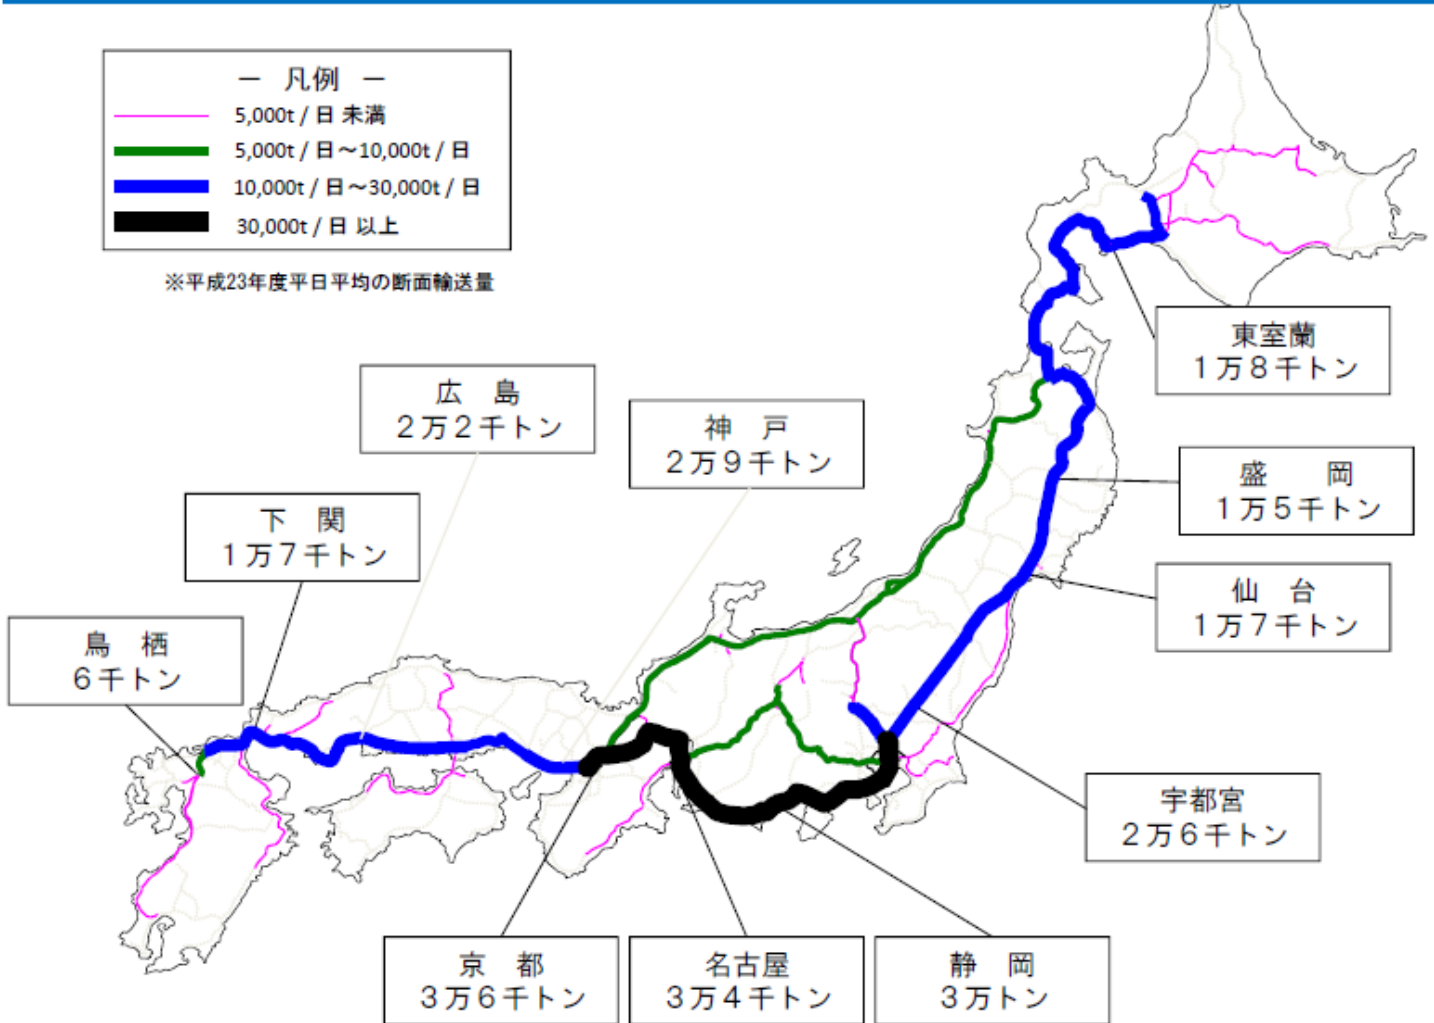 － 凡例 －
5,000t / 日 未満
5,000t / 日～10,000t / 日
10,000t / 日～30,000t / 日
30,000t / 日 以上
※平成23年度平日平均の断面輸送量
東室蘭
１万８千トン
広　島
２万２千トン
神　戸
２万９千トン
盛　岡
１万５千トン
下　関
１万７千トン
仙　台
１万７千トン
鳥　栖
６千トン
宇都宮
２万６千トン
京　都
３万６千トン
名古屋
３万４千トン
静　岡
３万トン